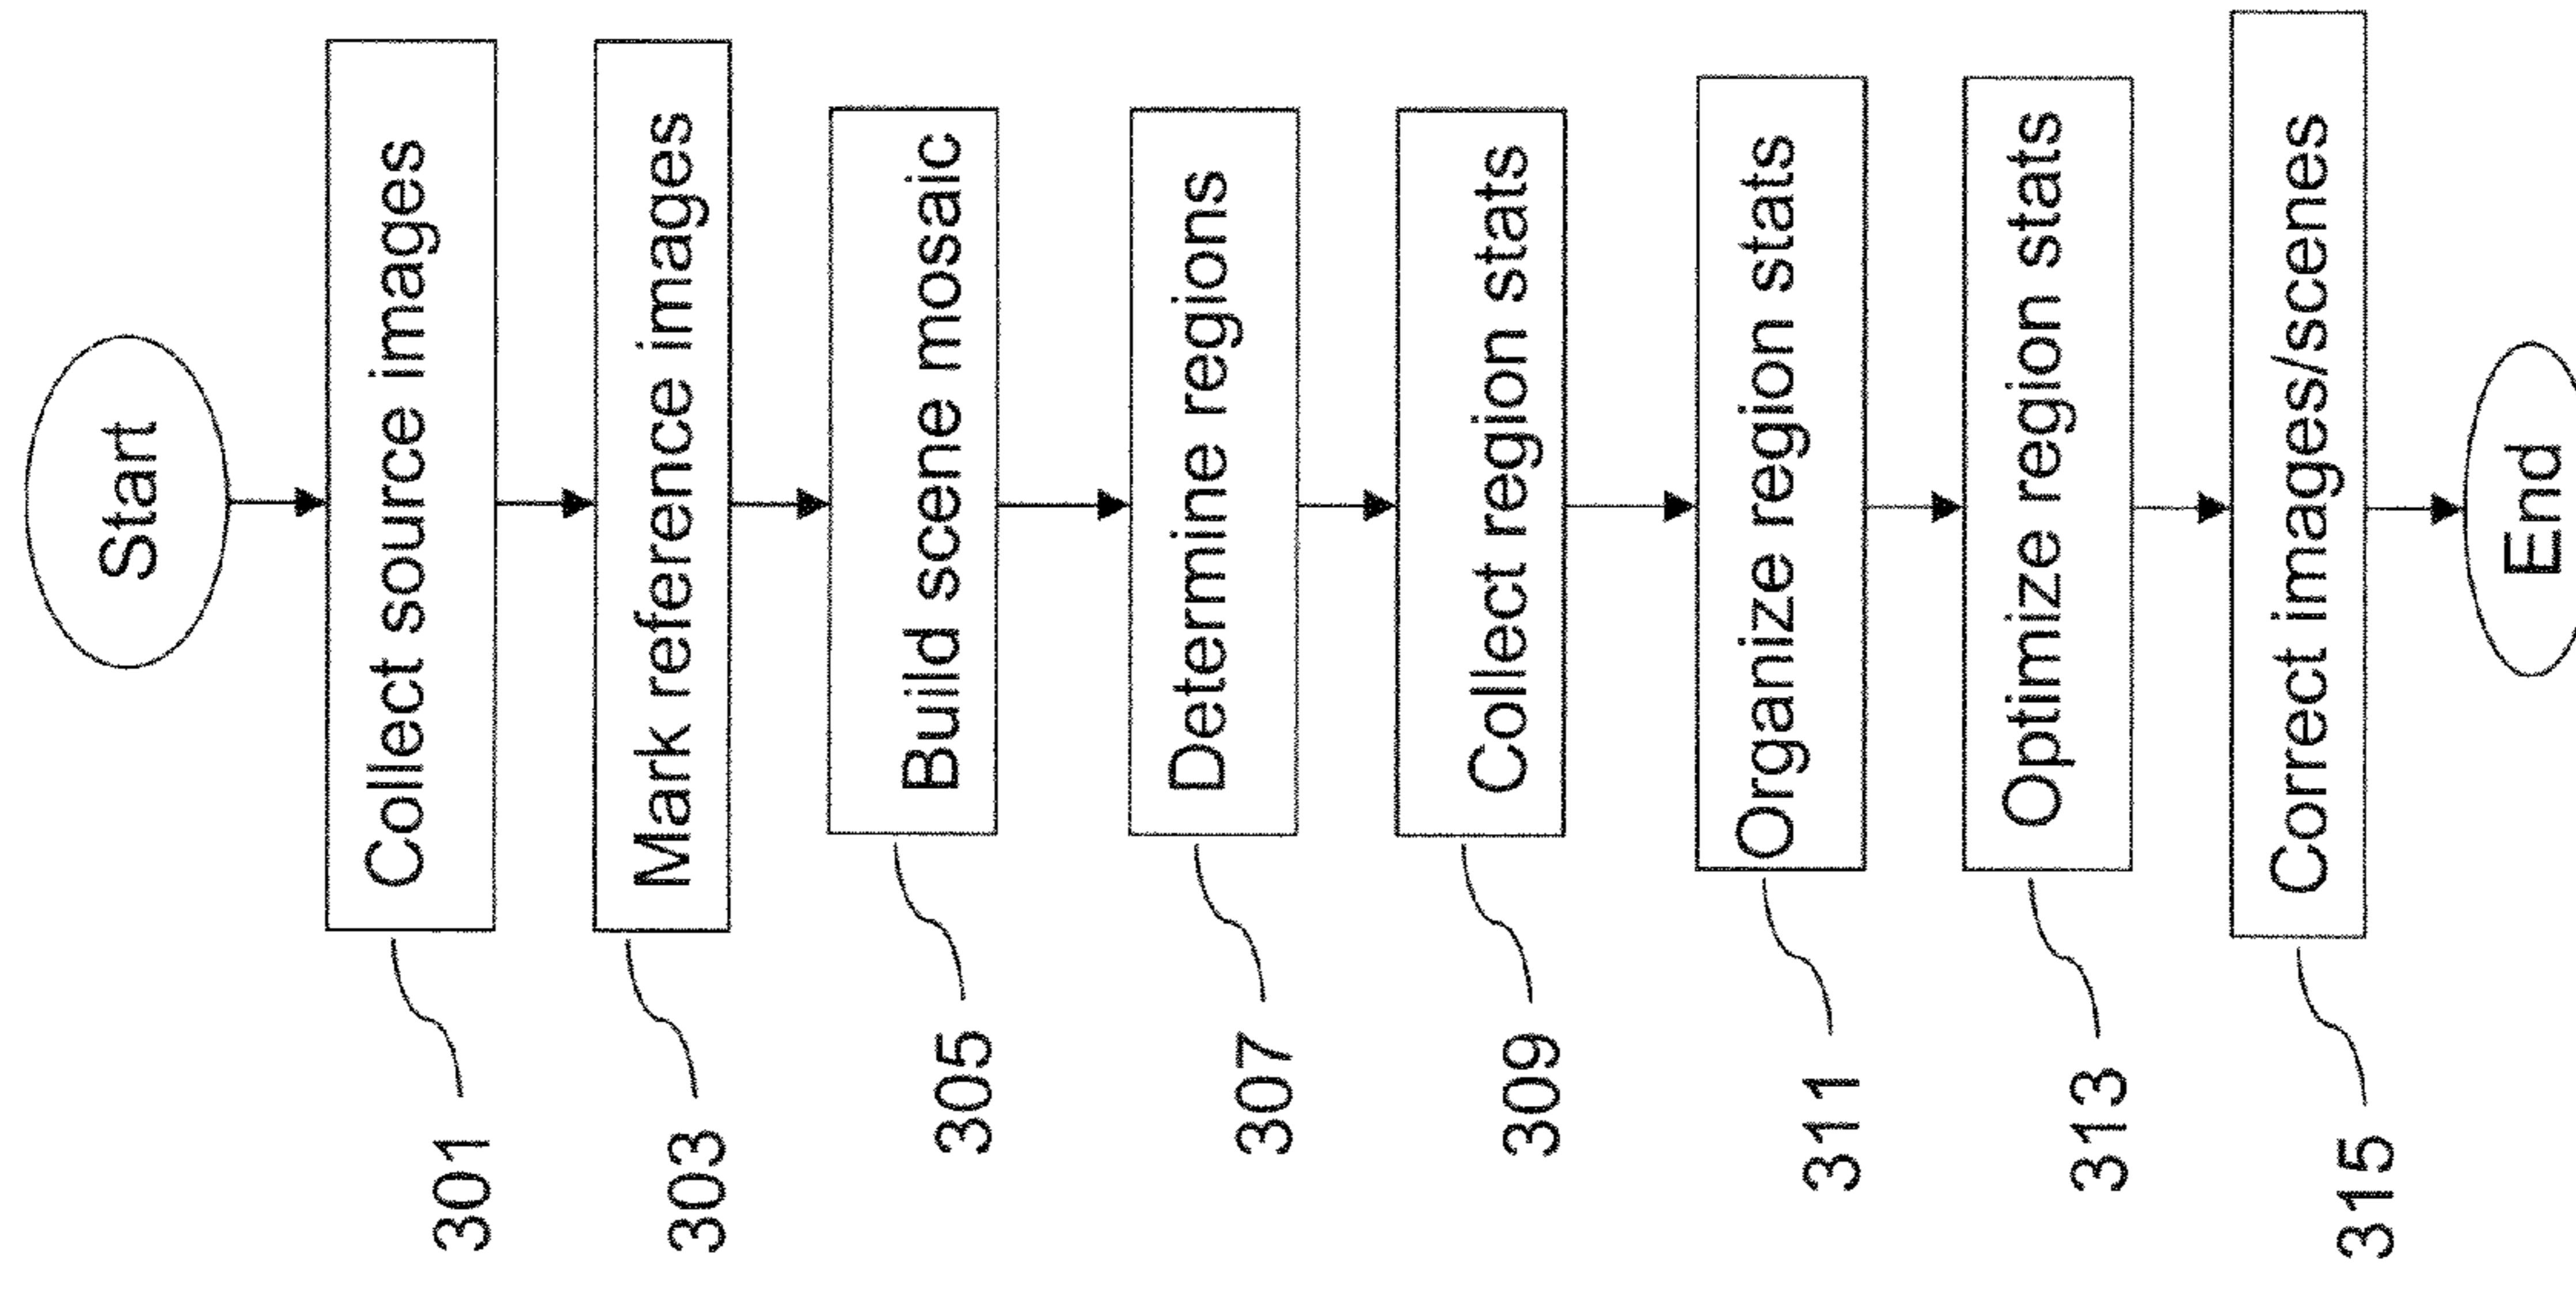 Start
Collect source images
301
Mark reference images
303
Build scene mosaic
305
Determine regions
307
Collect region stats
309
Organize region stats
311
Optimize region stats
313
Correct images/scenes
315
End